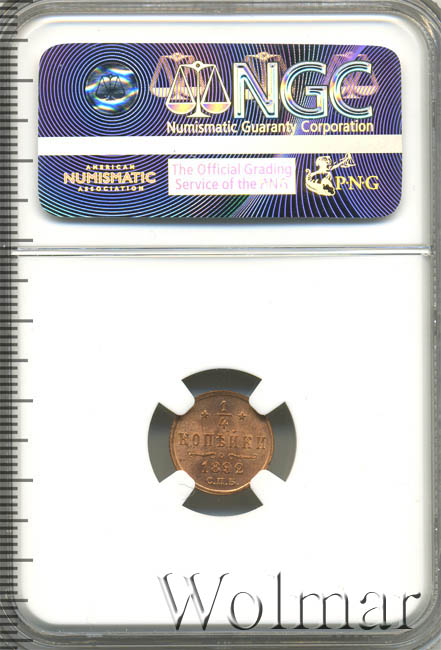 NGC
Numismatic Guaranty Corporation
AMERICAN
NUMISMATIC
ASSOCIATION
The Official Grading
Service of the PNG
PNG
1/4
КОПѢЙКИ
1892
С.П.Б.
Wolmar